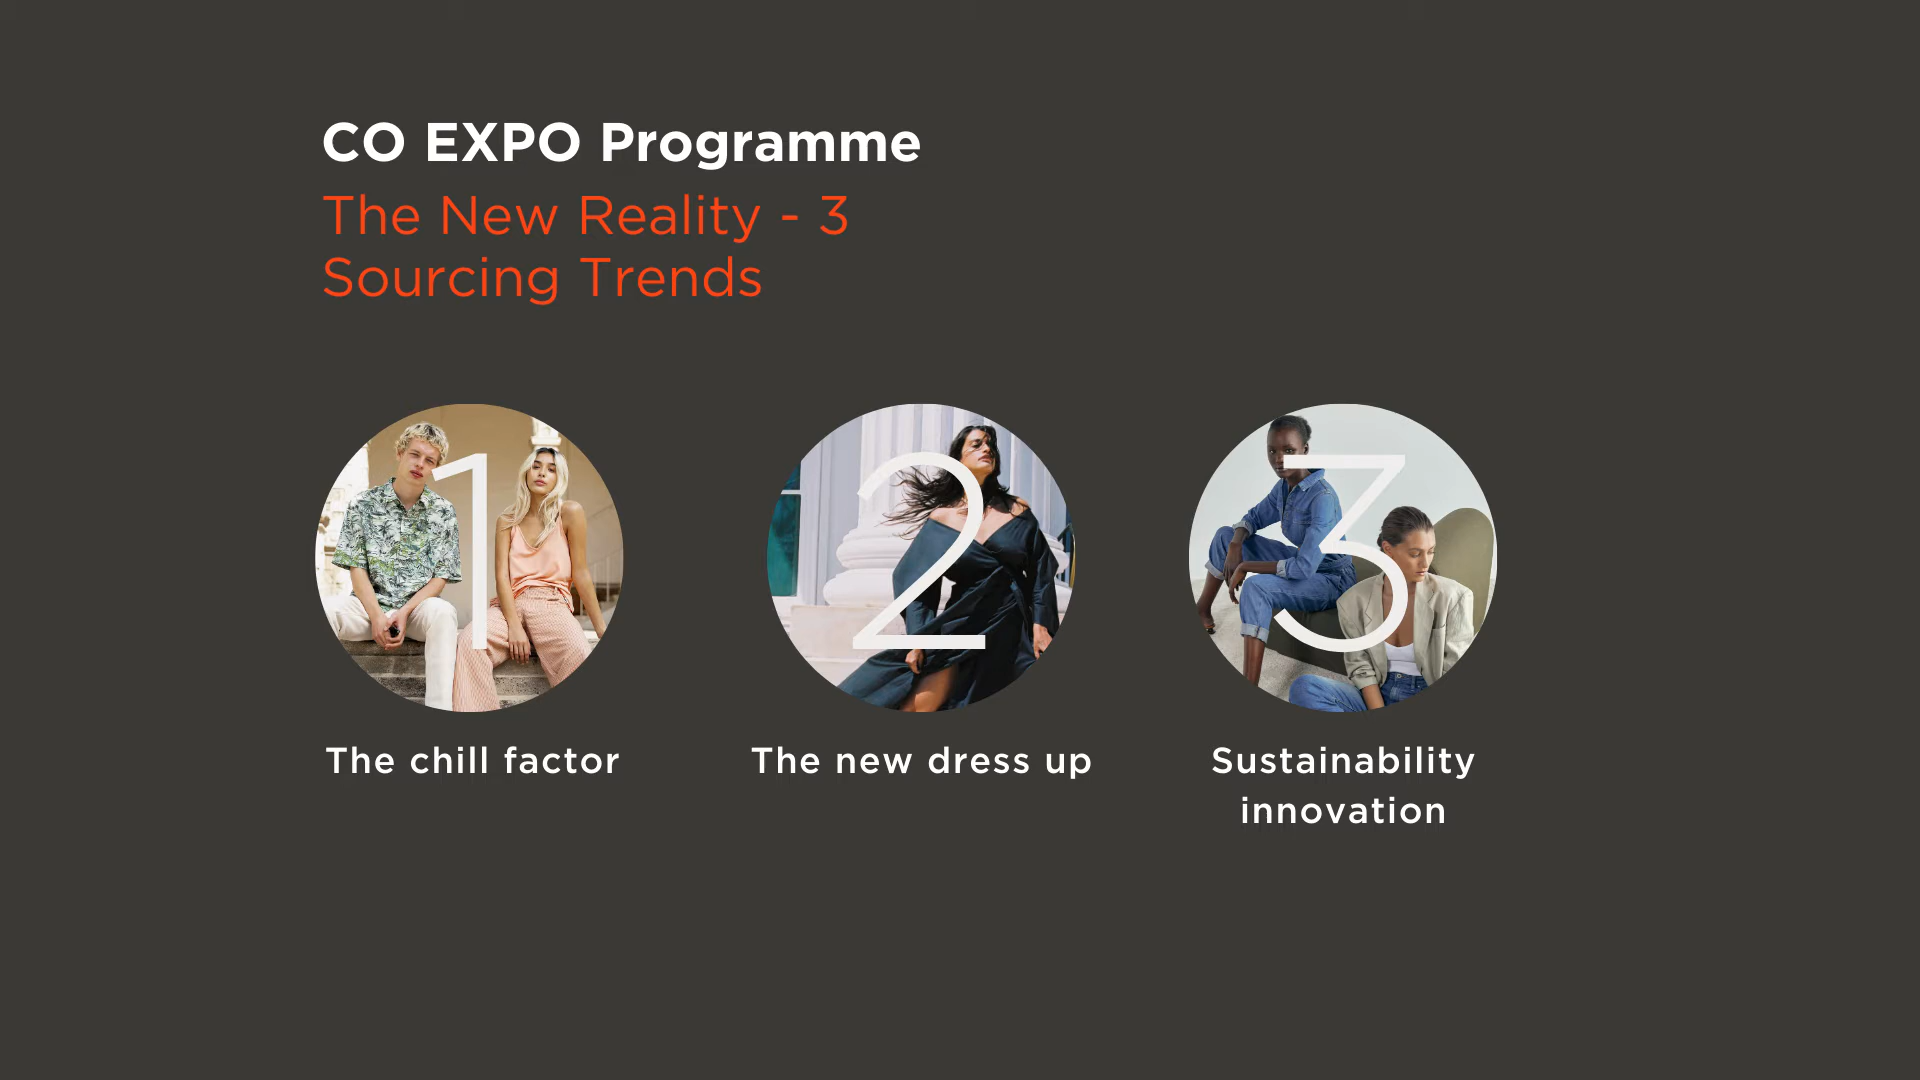 CO EXPO Programme
The New Reality - 3
Sourcing Trends
1
2
3
The chill factor
The new dress up
Sustainability
innovation